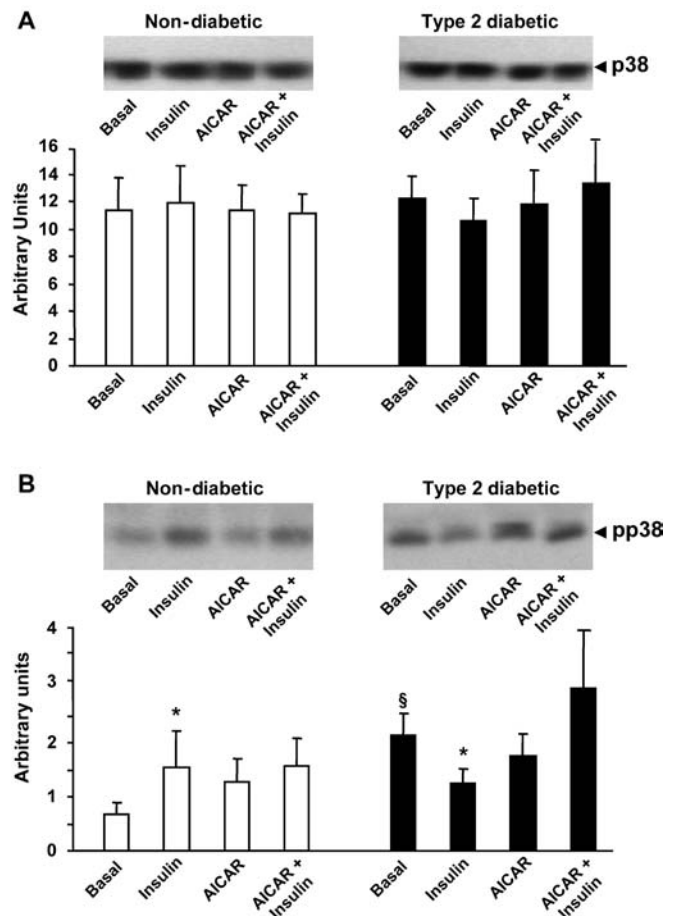 A
Non-diabetic
Type 2 diabetic
◄ p38
Basal
Insulin
AICAR
AICAR +
Insulin
Basal
Insulin
AICAR
AICAR +
Insulin
Arbitrary Units
16
14
12
10
8
6
4
2
0
Basal
Insulin
AICAR
AICAR +
Insulin
Basal
Insulin
AICAR
AICAR +
Insulin
B
Non-diabetic
Type 2 diabetic
◄ pp38
Basal
Insulin
AICAR
AICAR +
Insulin
Basal
Insulin
AICAR
AICAR +
Insulin
Arbitrary units
4
3
2
1
0
*
§
*
Basal
Insulin
AICAR
AICAR +
Insulin
Basal
Insulin
AICAR
AICAR +
Insulin